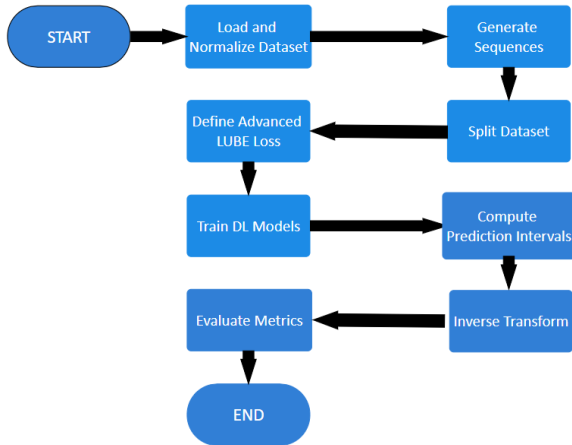 START
Load and
Normalize Dataset
Generate
Sequences
Define Advanced
LUBE Loss
Split Dataset
Train DL Models
Compute
Prediction Intervals
Evaluate Metrics
Inverse Transform
END